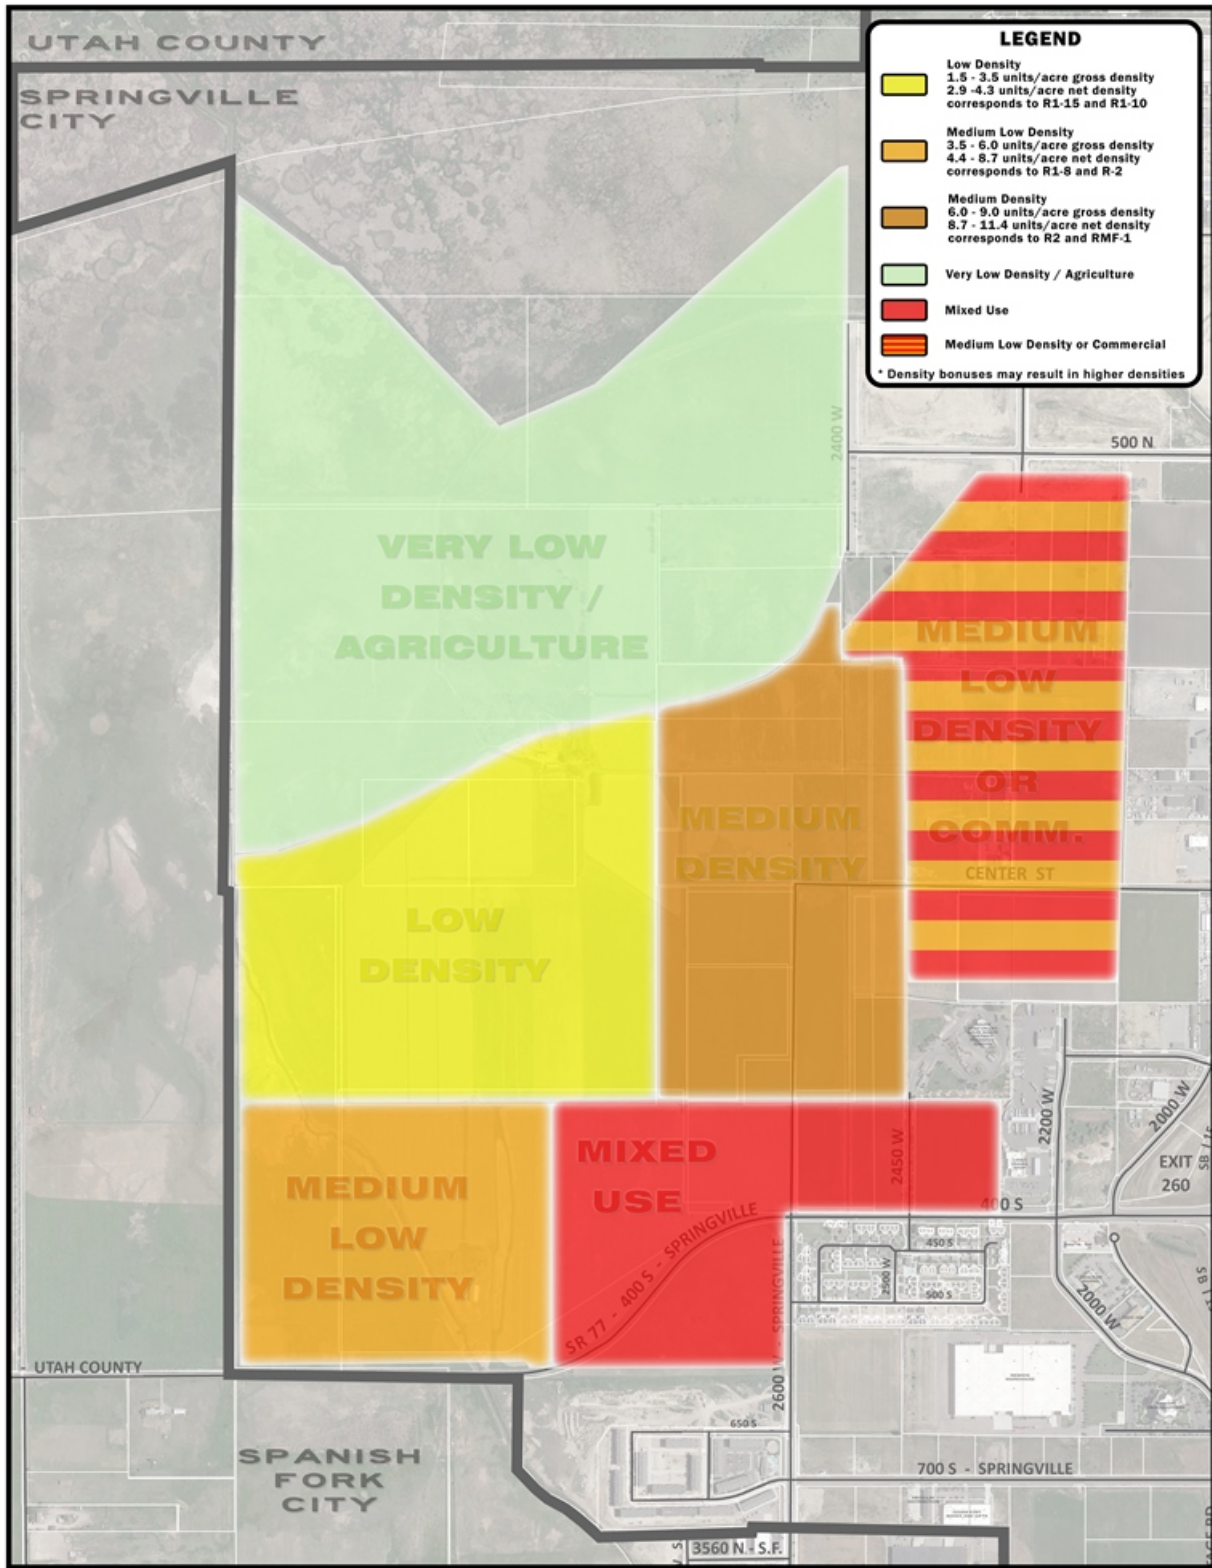 UTAH COUNTY
SPRINGVILLE
CITY
LEGEND
Low Density
1.5 - 3.5 units/acre gross density
2.9 -4.3 units/acre net density
corresponds to R1-15 and R1-10
Medium Low Density
3.5 - 6.0 units/acre gross density
4.4 - 8.7 units/acre net density
corresponds to R1-8 and R-2
Medium Density
6.0 - 9.0 units/acre gross density
8.7 - 11.4 units/acre net density
corresponds to R2 and RMF-1
Very Low Density / Agriculture
Mixed Use
Medium Low Density or Commercial
* Density bonuses may result in higher densities
2400 W
500 N
VERY LOW
DENSITY /
AGRICULTURE
MEDIUM
LOW
DENSITY
OR
COMM.
CENTER ST
MEDIUM
DENSITY
LOW
DENSITY
MEDIUM
LOW
DENSITY
MIXED
USE
2450 W
2200 W
2000 W
EXIT
260
SB I 15
400 S
SR 77 - 400 S - SPRINGVILLE
2600 W - SPRINGVILLE
450 S
2500 W
500 S
2000 W
SB I
UTAH COUNTY
650 S
SPANISH
FORK
CITY
700 S - SPRINGVILLE
3560 N - S.F.